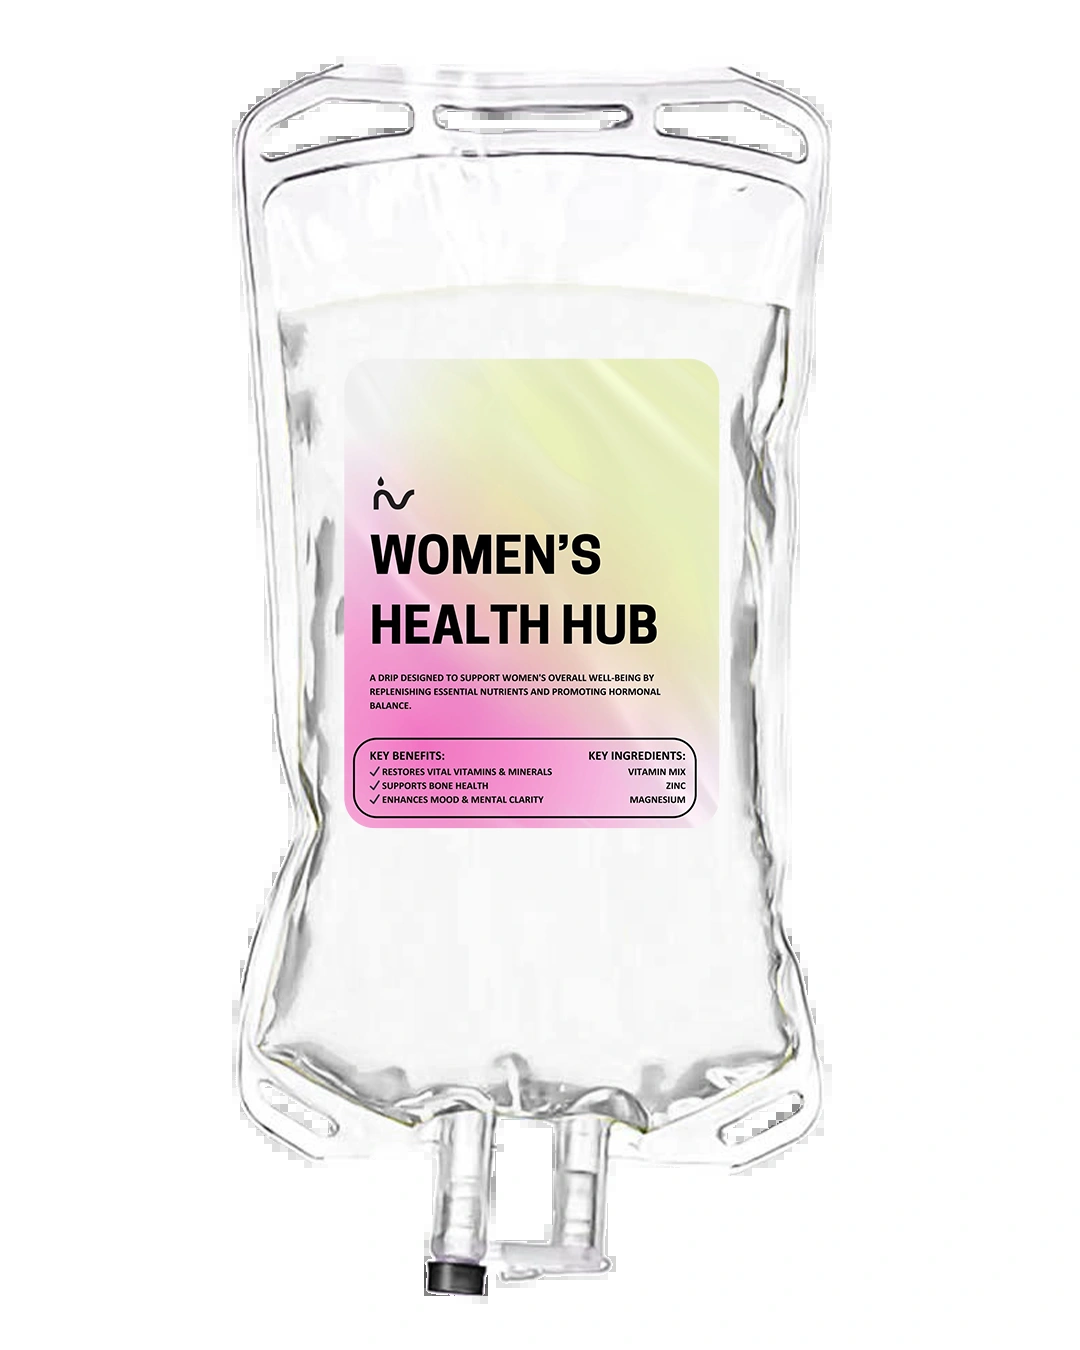 WOMEN'S
HEALTH HUB
A DRIP DESIGNED TO SUPPORT WOMEN'S OVERALL WELL-BEING BY
REPLENISHING ESSENTIAL NUTRIENTS AND PROMOTING HORMONAL
BALANCE.
KEY BENEFITS:
✓ RESTORES VITAL VITAMINS & MINERALS
✓ SUPPORTS BONE HEALTH
✓ ENHANCES MOOD & MENTAL CLARITY
KEY INGREDIENTS:
VITAMIN MIX
ZINC
MAGNESIUM